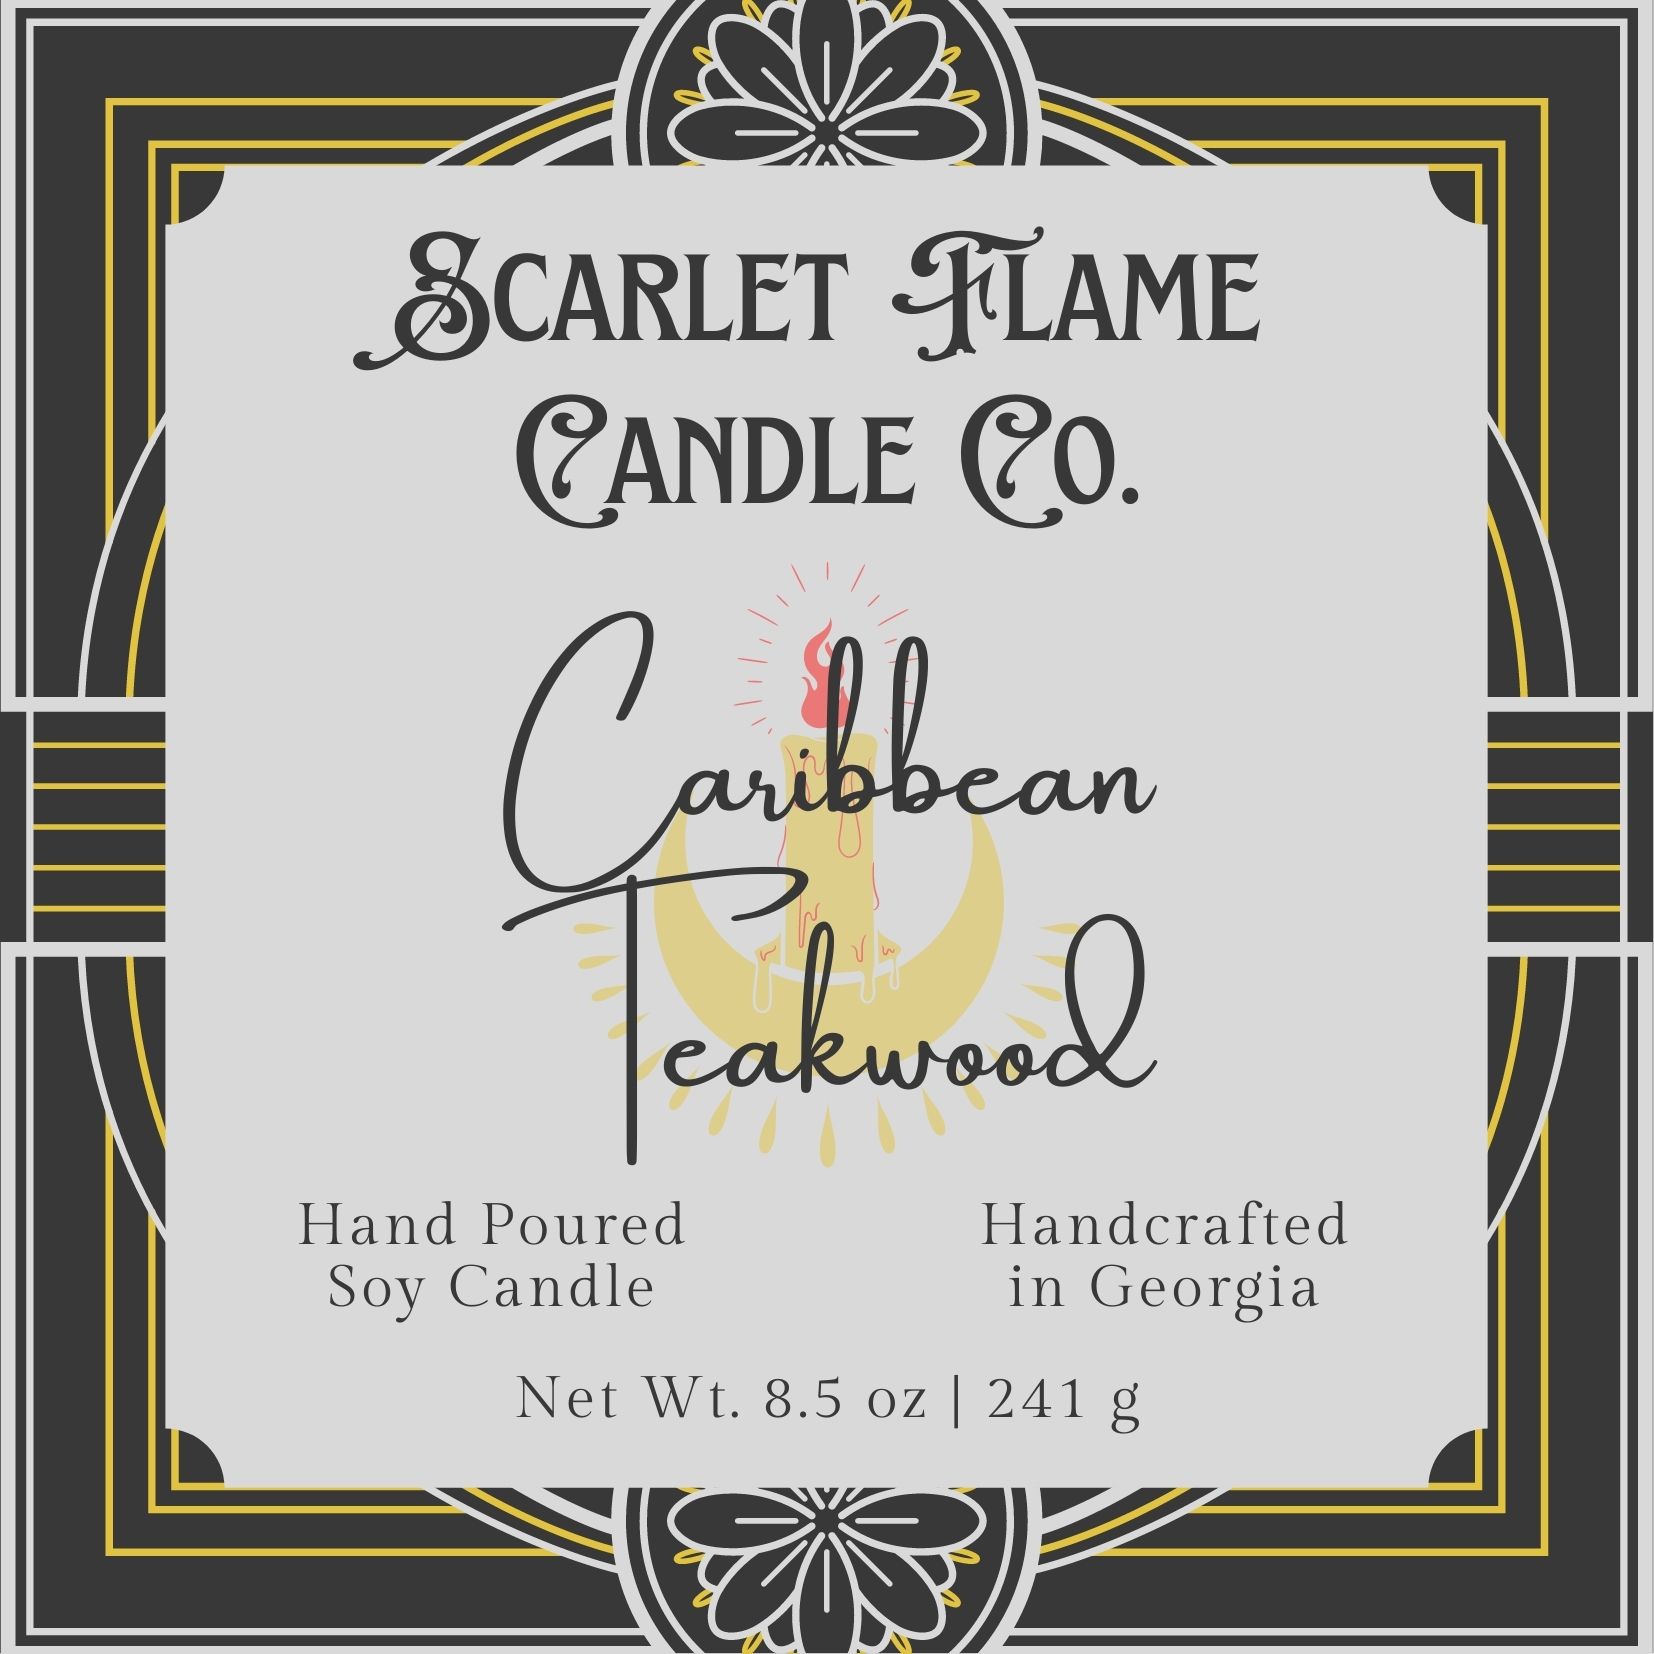 Scarlet Flame
Candle Co.
Caribbean
Teakwood
Hand Poured
Soy Candle
Handcrafted
in Georgia
Net Wt. 8.5 oz | 241 g